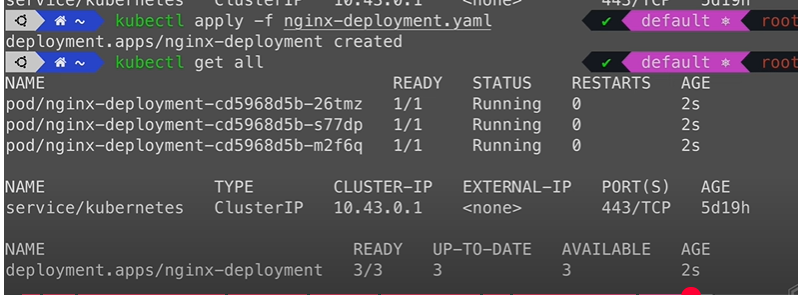 service/kubernetes ClusterIP 10.43.0.1 <none> 443/TCP 5d19h
~ kubectl apply -f nginx-deployment.yaml ✔ default ⎈ root
deployment.apps/nginx-deployment created
~ kubectl get all ✔ default ⎈ root
NAME READY STATUS RESTARTS AGE
pod/nginx-deployment-cd5968d5b-26tmz 1/1 Running 0 2s
pod/nginx-deployment-cd5968d5b-s77dp 1/1 Running 0 2s
pod/nginx-deployment-cd5968d5b-m2f6q 1/1 Running 0 2s
NAME TYPE CLUSTER-IP EXTERNAL-IP PORT(S) AGE
service/kubernetes ClusterIP 10.43.0.1 <none> 443/TCP 5d19h
NAME READY UP-TO-DATE AVAILABLE AGE
deployment.apps/nginx-deployment 3/3 3 3 2s